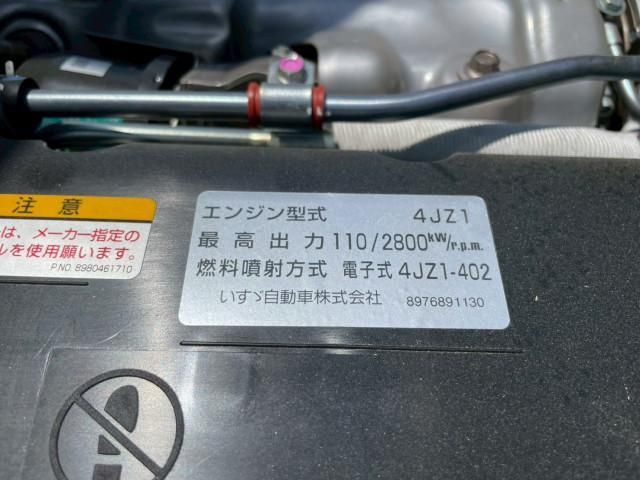 注意
は、メーカー指定の
ルを使用願います。
P.NO. 8980461710
エンジン型式 4JZ1
最高出力 110/2800kW/r.p.m.
燃料噴射方式 電子式 4JZ1-402
いすゞ自動車株式会社 8976891130